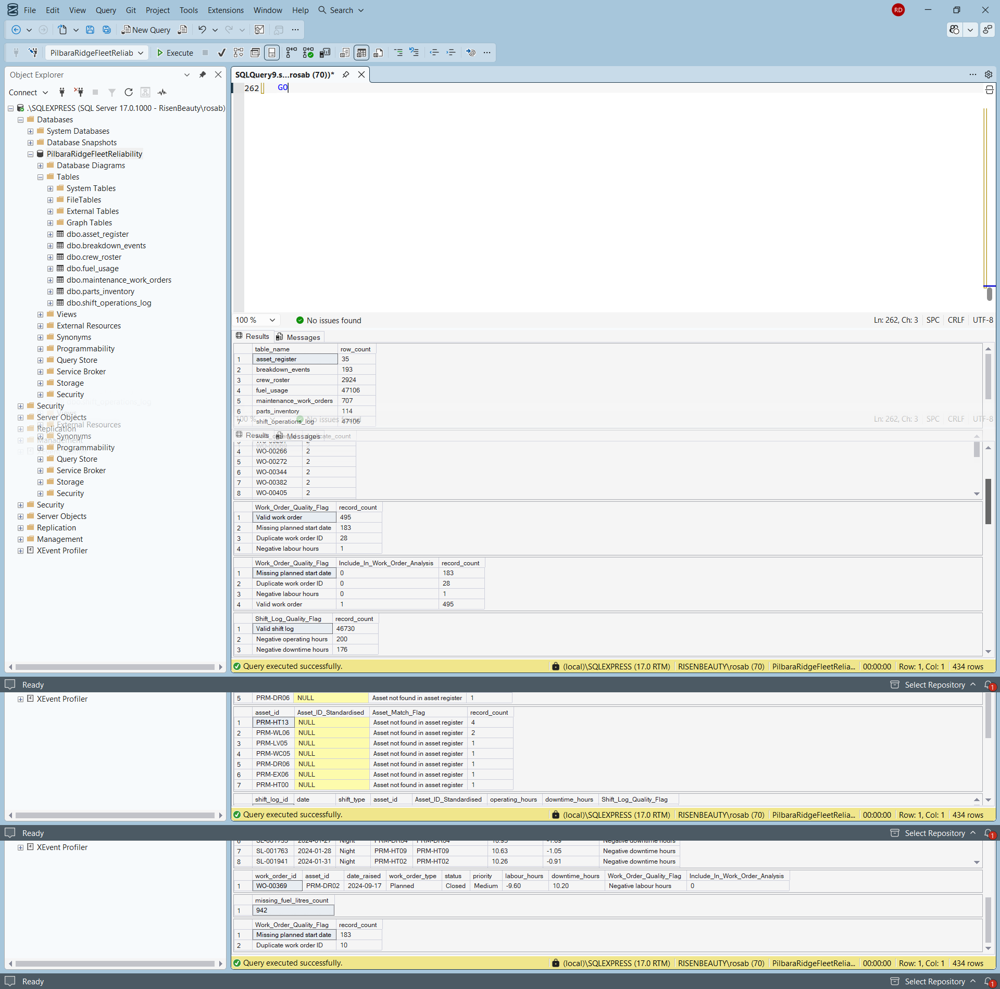 File Edit View Query Git Project Tools Extensions Window Help Search RD
New Query
PilbaraRidgeFleetReliab Execute
Object Explorer
Connect
.\SQLEXPRESS (SQL Server 17.0.1000 - RisenBeauty\rosab)
Databases
System Databases
Database Snapshots
PilbaraRidgeFleetReliability
Database Diagrams
Tables
System Tables
FileTables
External Tables
Graph Tables
dbo.asset_register
dbo.breakdown_events
dbo.crew_roster
dbo.fuel_usage
dbo.maintenance_work_orders
dbo.parts_inventory
dbo.shift_operations_log
Views
External Resources
Synonyms
Programmability
Query Store
Service Broker
Storage
Security
Security
Server Objects
Replication
Management
External Resources
Synonyms
Programmability
Query Store
Service Broker
Storage
Security
Security
Server Objects
Replication
Management
XEvent Profiler
SQLQuery9.s...rosab (70))*
262 GO
100 % No issues found Ln: 262, Ch: 3 SPC CRLF UTF-8
Results Messages
table_name row_count
1 asset_register 35
2 breakdown_events 193
3 crew_roster 2924
4 fuel_usage 47106
5 maintenance_work_orders 707
6 parts_inventory 114
7 shift_operations_log 47106
100 % No issues found Ln: 262, Ch: 3 SPC CRLF UTF-8
Results Messages duplicate_count
4 WO-00266 2
5 WO-00272 2
6 WO-00344 2
7 WO-00382 2
8 WO-00405 2
Work_Order_Quality_Flag record_count
1 Valid work order 495
2 Missing planned start date 183
3 Duplicate work order ID 28
4 Negative labour hours 1
Work_Order_Quality_Flag Include_In_Work_Order_Analysis record_count
1 Missing planned start date 0 183
2 Duplicate work order ID 0 28
3 Negative labour hours 0 1
4 Valid work order 1 495
Shift_Log_Quality_Flag record_count
1 Valid shift log 46730
2 Negative operating hours 200
3 Negative downtime hours 176
Query executed successfully. (local)\SQLEXPRESS (17.0 RTM) RISENBEAUTY\rosab (70) PilbaraRidgeFleetRelia... 00:00:00 Row: 1, Col: 1 434 rows
Ready Select Repository 1
XEvent Profiler
5 PRM-DR06 NULL Asset not found in asset register 1
asset_id Asset_ID_Standardised Asset_Match_Flag record_count
1 PRM-HT13 NULL Asset not found in asset register 4
2 PRM-WL06 NULL Asset not found in asset register 2
3 PRM-LV05 NULL Asset not found in asset register 1
4 PRM-WC05 NULL Asset not found in asset register 1
5 PRM-DR06 NULL Asset not found in asset register 1
6 PRM-EX06 NULL Asset not found in asset register 1
7 PRM-HT00 NULL Asset not found in asset register 1
shift_log_id date shift_type asset_id Asset_ID_Standardised operating_hours downtime_hours Shift_Log_Quality_Flag
Query executed successfully. (local)\SQLEXPRESS (17.0 RTM) RISENBEAUTY\rosab (70) PilbaraRidgeFleetRelia... 00:00:00 Row: 1, Col: 1 434 rows
Ready Select Repository 1
XEvent Profiler
7 SL-001763 2024-01-28 Night PRM-HT09 PRM-HT09 10.63 -1.05 Negative downtime hours
8 SL-001941 2024-01-31 Night PRM-HT02 PRM-HT02 10.26 -0.91 Negative downtime hours
work_order_id asset_id date_raised work_order_type status priority labour_hours downtime_hours Work_Order_Quality_Flag Include_In_Work_Order_Analysis
1 WO-00369 PRM-DR02 2024-09-17 Planned Closed Medium -9.60 10.20 Negative labour hours 0
missing_fuel_litres_count
1 942
Work_Order_Quality_Flag record_count
1 Missing planned start date 183
2 Duplicate work order ID 10
Query executed successfully. (local)\SQLEXPRESS (17.0 RTM) RISENBEAUTY\rosab (70) PilbaraRidgeFleetRelia... 00:00:00 Row: 1, Col: 1 434 rows
Ready Select Repository 1